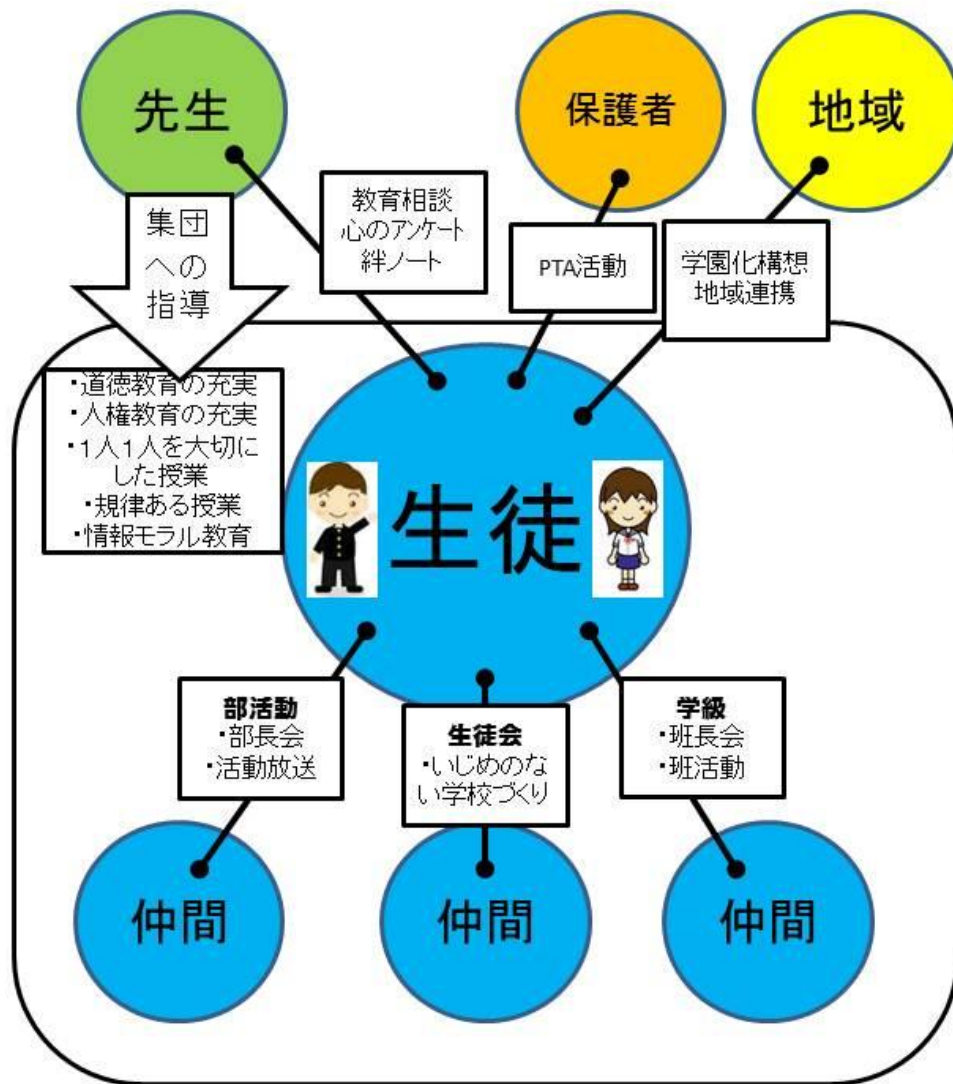 先生
保護者
地域
集団
への
指導
教育相談
心のアンケート
絆ノート
PTA活動
学園化構想
地域連携
・道徳教育の充実
・人権教育の充実
・1人1人を大切に
した授業
・規律ある授業
・情報モラル教育
生徒
部活動
・部長会
・活動放送
生徒会
・いじめのな
い学校づくり
学級
・班長会
・班活動
仲間
仲間
仲間